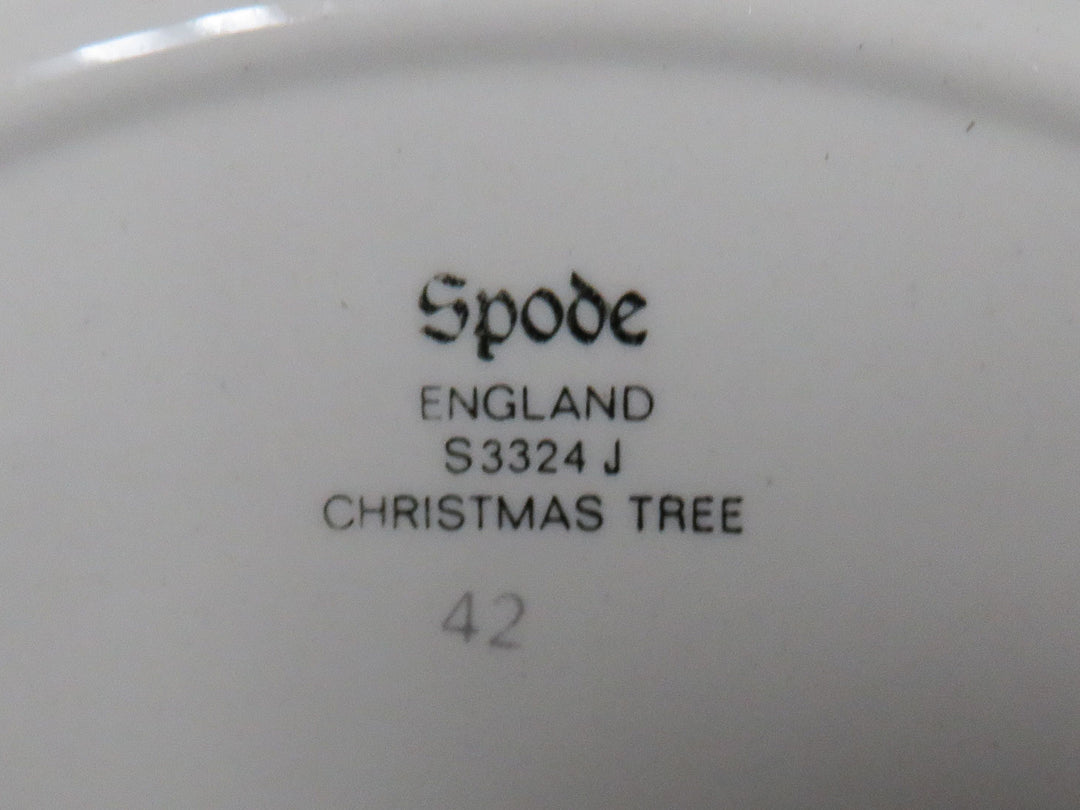 Spode
ENGLAND
S3324 J
CHRISTMAS TREE
42